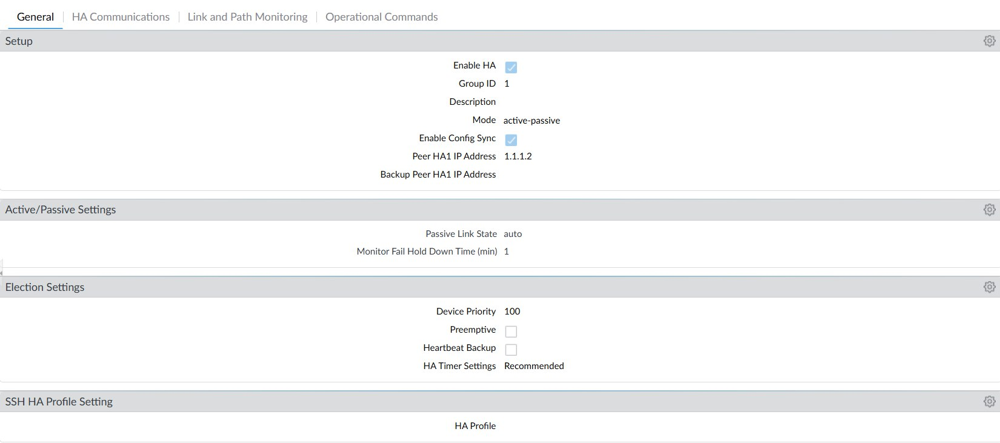 General HA Communications Link and Path Monitoring Operational Commands
Setup
Enable HA
Group ID 1
Description
Mode active-passive
Enable Config Sync
Peer HA1 IP Address 1.1.1.2
Backup Peer HA1 IP Address
Active/Passive Settings
Passive Link State auto
Monitor Fail Hold Down Time (min) 1
Election Settings
Device Priority 100
Preemptive
Heartbeat Backup
HA Timer Settings Recommended
SSH HA Profile Setting
HA Profile